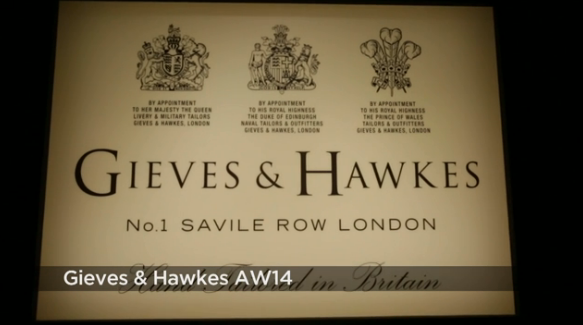 BY APPOINTMENT
TO HER MAJESTY THE QUEEN
LIVERY & MILITARY TAILORS
GIEVES & HAWKES, LONDON
BY APPOINTMENT
TO HIS ROYAL HIGHNESS
THE DUKE OF EDINBURGH
NAVAL TAILORS & OUTFITTERS
GIEVES & HAWKES, LONDON
BY APPOINTMENT
TO HIS ROYAL HIGHNESS
THE PRINCE OF WALES
TAILORS & OUTFITTERS
GIEVES & HAWKES, LONDON
GIEVES & HAWKES
No.1 SAVILE ROW LONDON
Hand Tailored in Britain
Gieves & Hawkes AW14